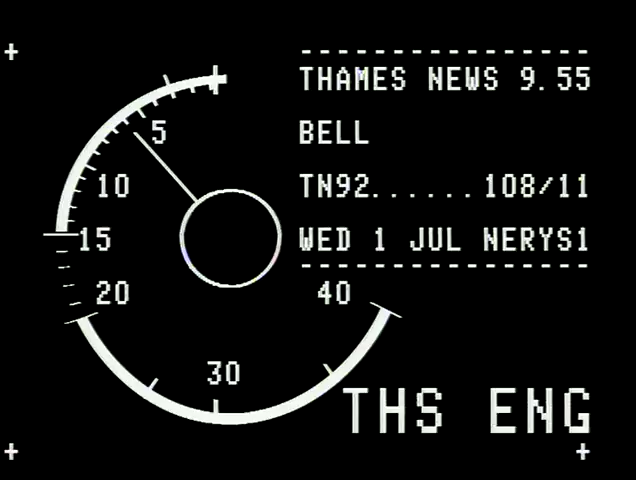 ----------------
THAMES NEWS 9.55
BELL
TN92......108/11
WED 1 JUL NERYS1
----------------
5
10
15
20
30
40
THS ENG